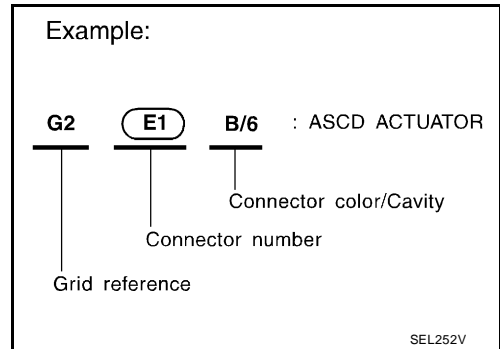 Example:
G2 E1 B/6 : ASCD ACTUATOR
Connector color/Cavity
Connector number
Grid reference
SEL252V